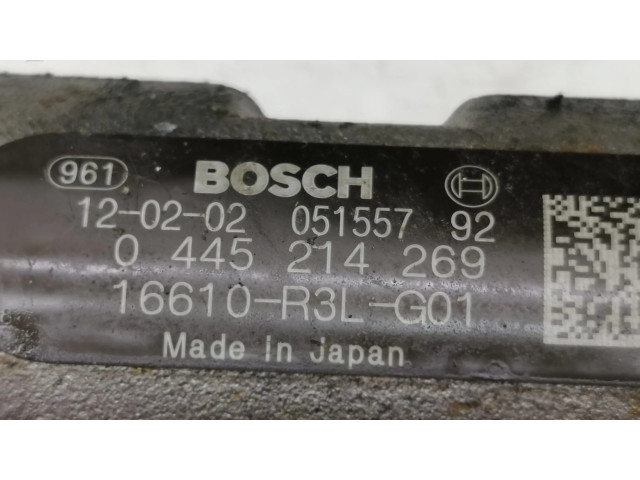 961 BOSCH
12-02-02 051557 92
0 445 214 269
16610-R3L-G01
Made in Japan